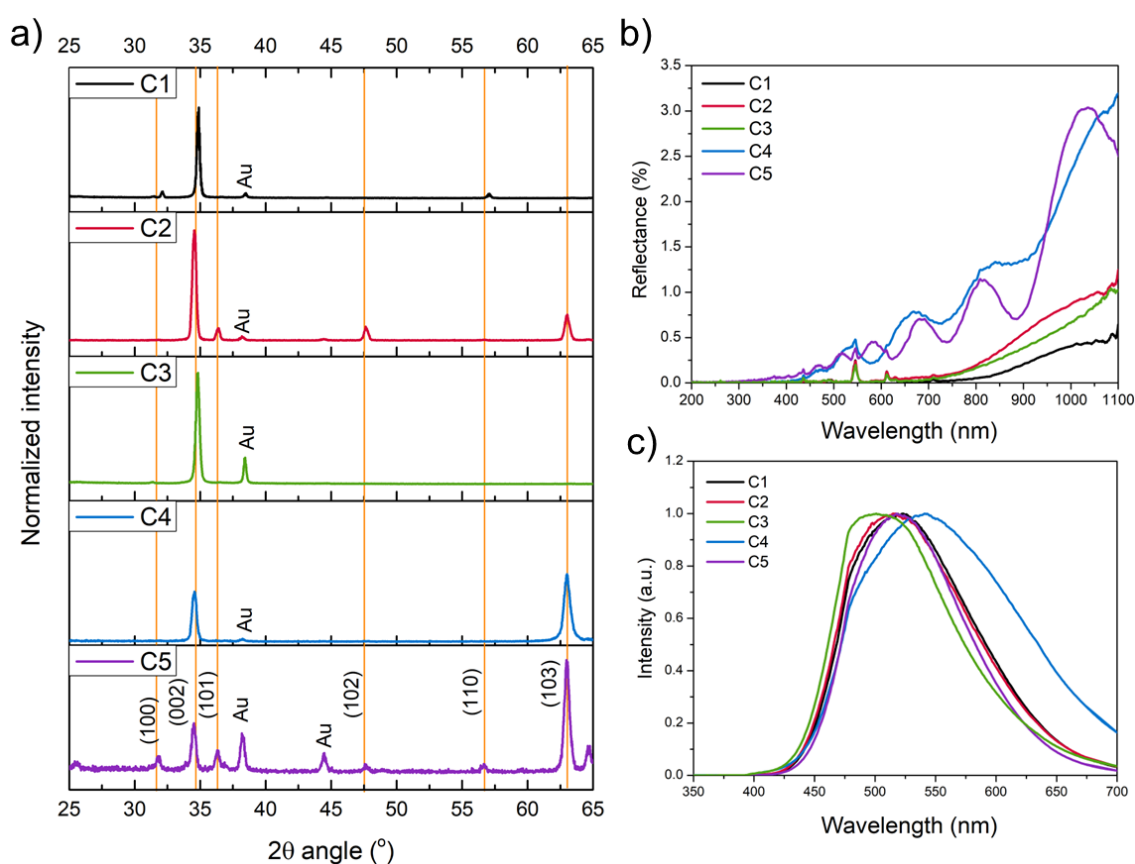 a)
25 30 35 40 45 50 55 60 65
C1
Au
C2
Au
C3
Au
C4
Au
C5
(100)
(002)
(101)
Au
Au
(102)
(110)
(103)
25 30 35 40 45 50 55 60 65
2θ angle (°)
Normalized intensity
b)
3.5
3.0
2.5
2.0
1.5
1.0
0.5
0.0
Reflectance (%)
C1
C2
C3
C4
C5
200 300 400 500 600 700 800 900 1000 1100
Wavelength (nm)
c)
1.2
1.0
0.8
0.6
0.4
0.2
0.0
Intensity (a.u.)
C1
C2
C3
C4
C5
350 400 450 500 550 600 650 700
Wavelength (nm)